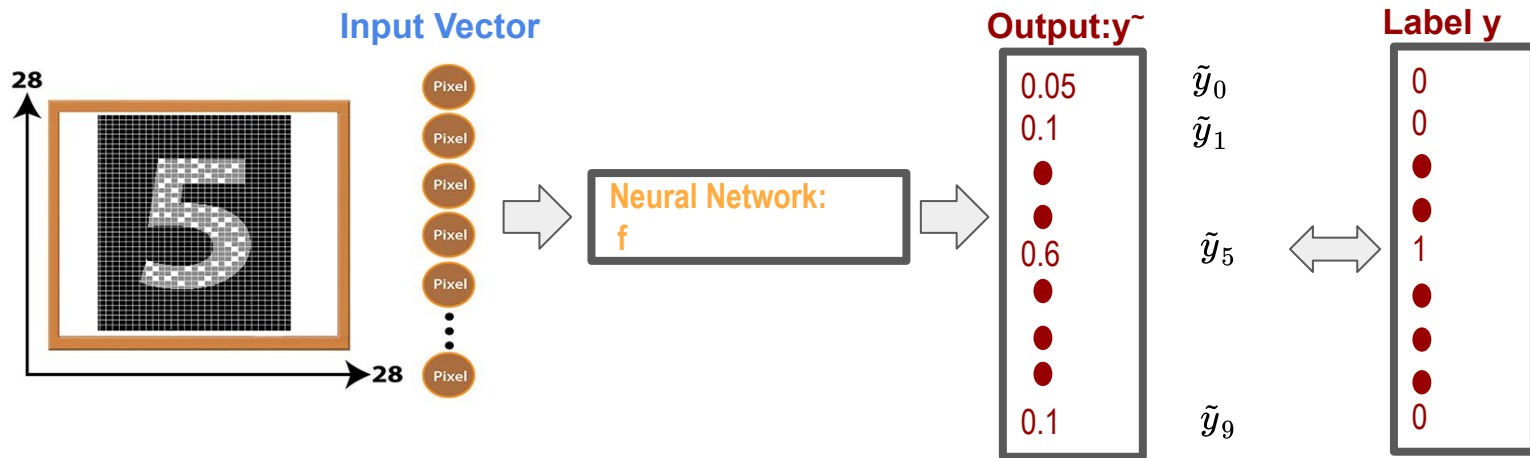 Input Vector
Output:y~
Label y
28
28
Pixel
Pixel
Pixel
Pixel
Pixel
Pixel
Neural Network:
f
0.05
0.1
0.6
0.1
ỹ0
ỹ1
ỹ5
ỹ9
0
0
1
0